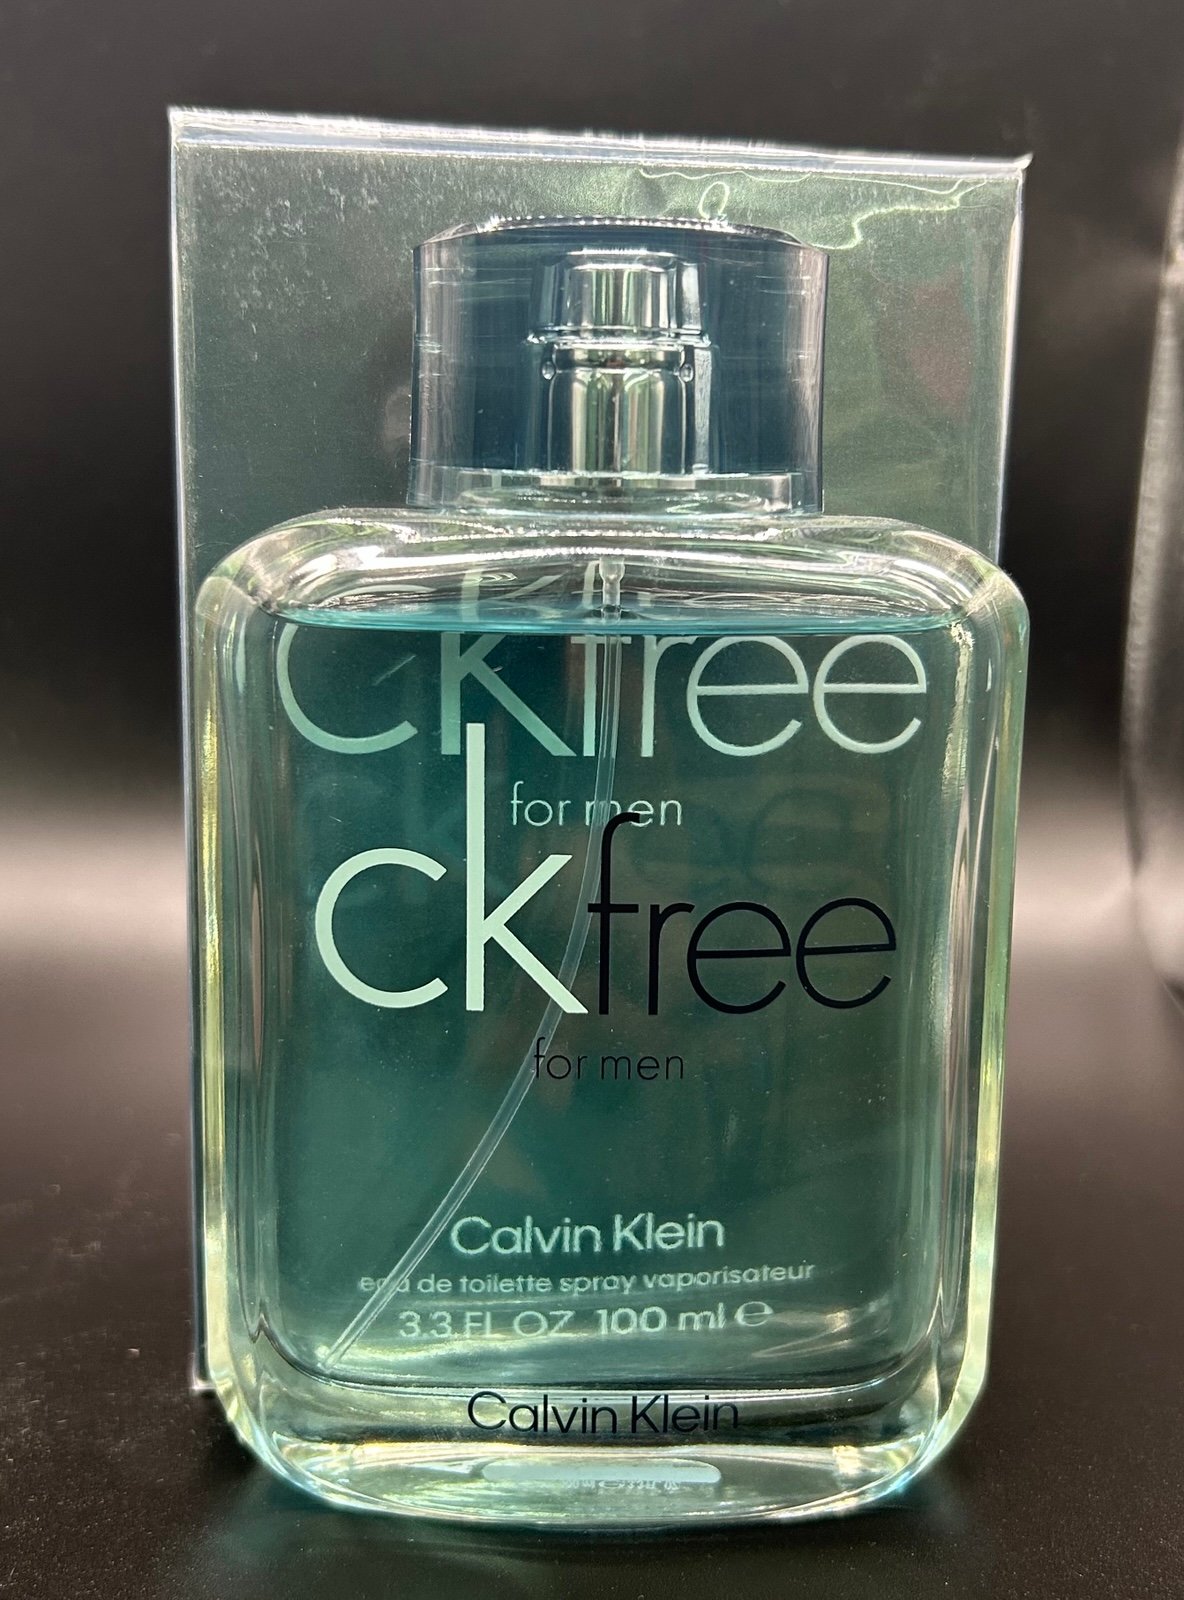 ckfree
for men
ckfree
for men
Calvin Klein
eau de toilette spray vaporisateur
3.3 FL OZ 100 ml e
Calvin Klein